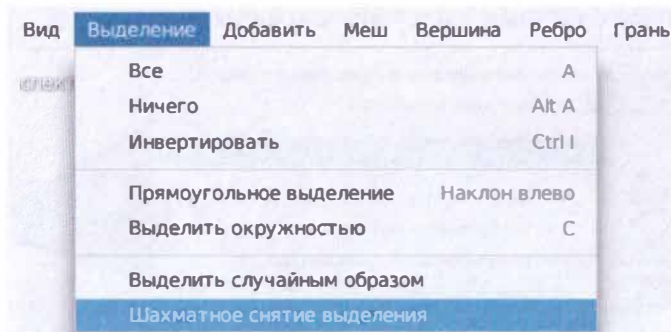 Вид Выделение Добавить Меш Вершина Ребро Грань
Все A
Ничего Alt A
Инвертировать Ctrl I
Прямоугольное выделение Наклон влево
Выделить окружностью C
Выделить случайным образом
Шахматное снятие выделения